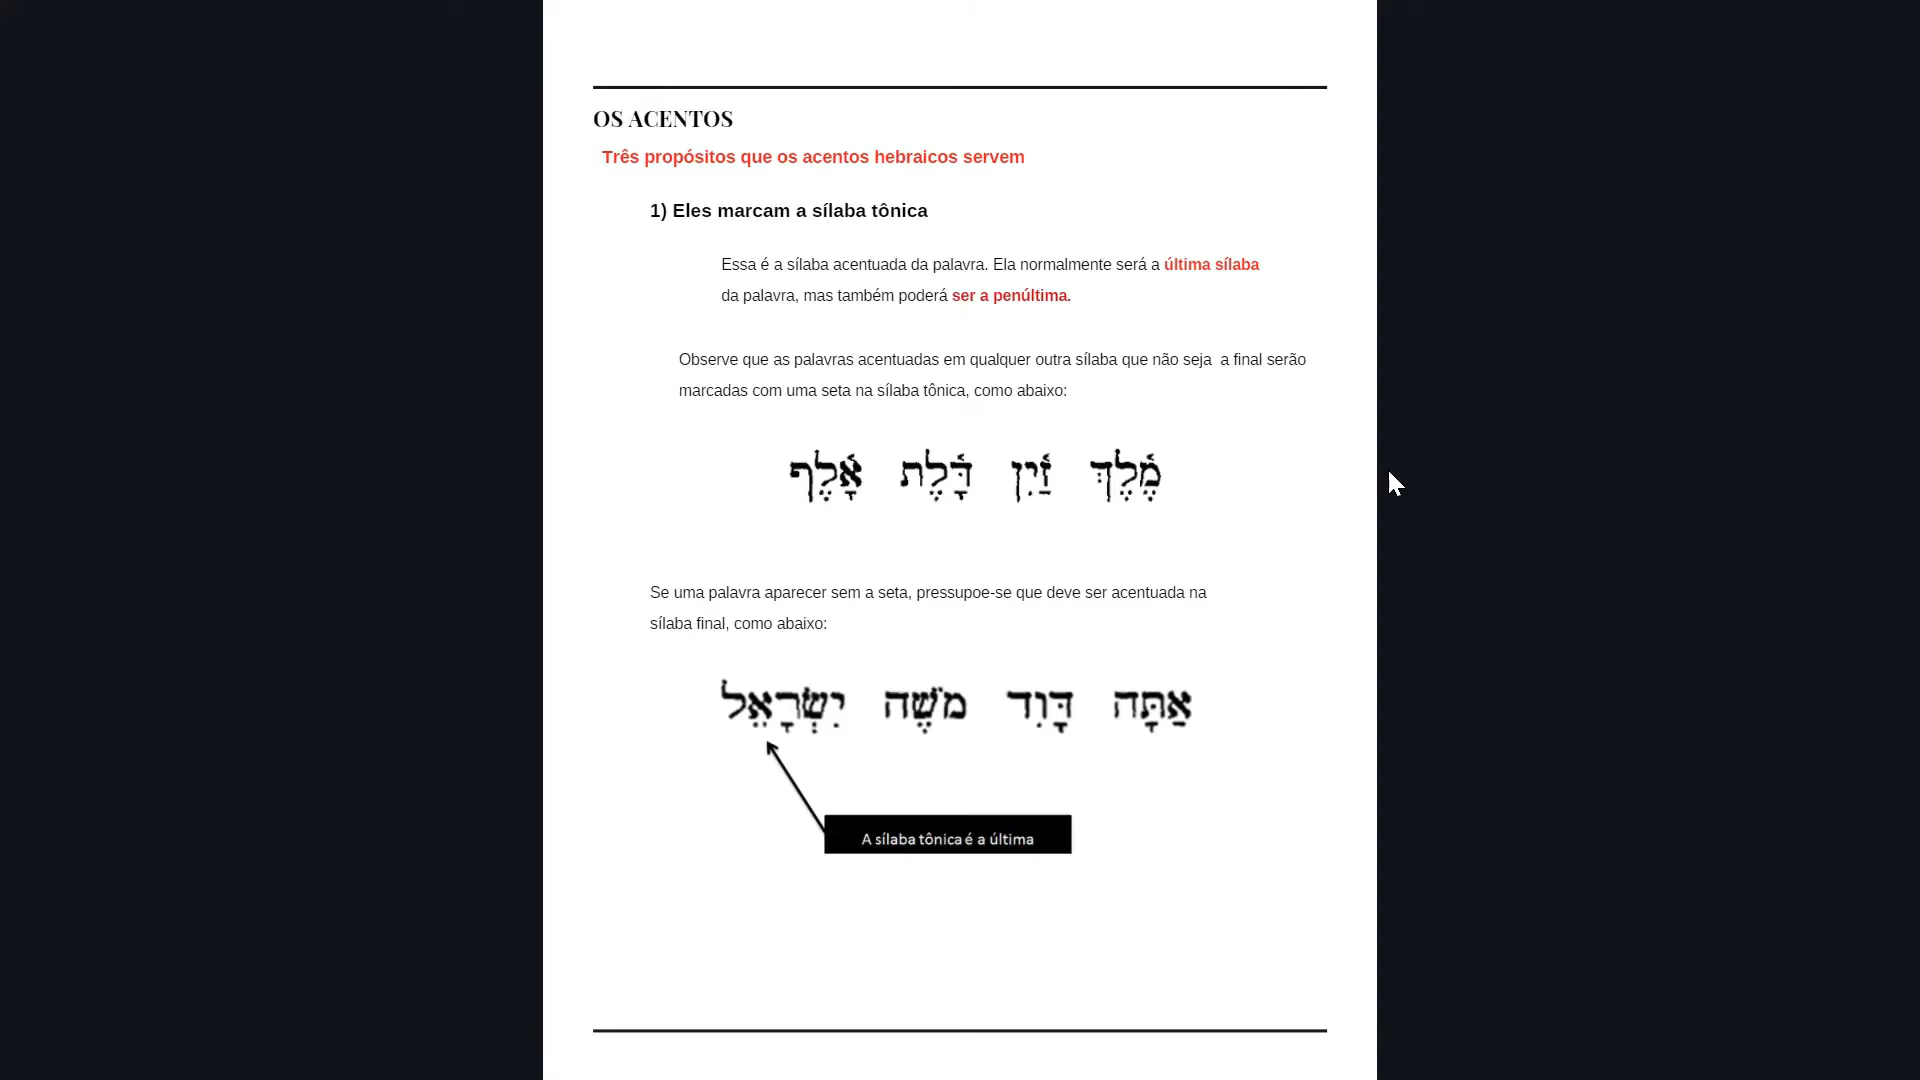 OS ACENTOS
Três propósitos que os acentos hebraicos servem
1) Eles marcam a sílaba tônica
Essa é a sílaba acentuada da palavra. Ela normalmente será a última sílaba
da palavra, mas também poderá ser a penúltima.
Observe que as palavras acentuadas em qualquer outra sílaba que não seja  a final serão
marcadas com uma seta na sílaba tônica, como abaixo:
מֶ֫לֶךְ זַ֫יִן דָּ֫לֶת אָ֫לֶף
Se uma palavra aparecer sem a seta, pressupoe-se que deve ser acentuada na
sílaba final, como abaixo:
אַתָּה דָּוִד מֹשֶׁה יִשְׂרָאֵל
A sílaba tônica é a última